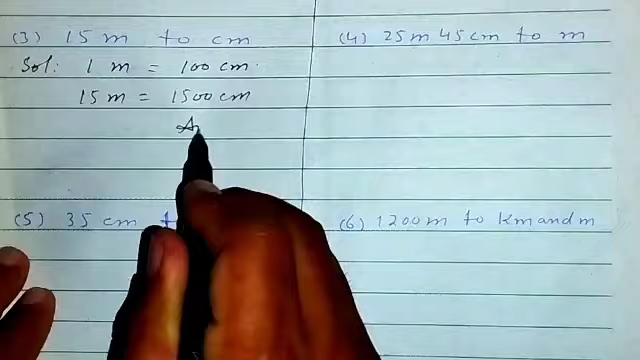 (3) 15 m to cm
Sol: 1 m = 100 cm.
15 m = 1500 cm
(4) 25 m 45 cm to m
(5) 35 cm
(6) 1200 m to km and m